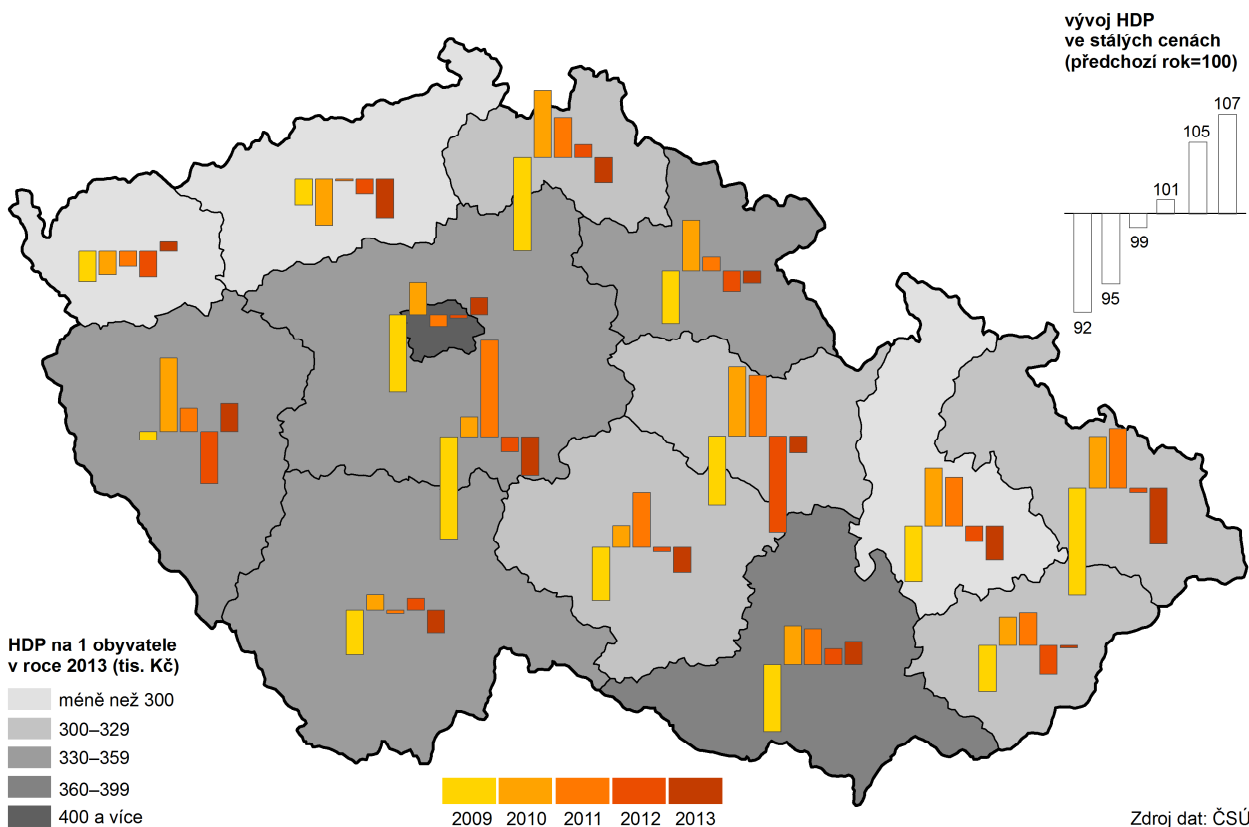 vývoj HDP
ve stálých cenách
(předchozí rok=100)
107
105
101
99
95
92
HDP na 1 obyvatele
v roce 2013 (tis. Kč)
méně než 300
300–329
330–359
360–399
400 a více
2009 2010 2011 2012 2013
Zdroj dat: ČSÚ